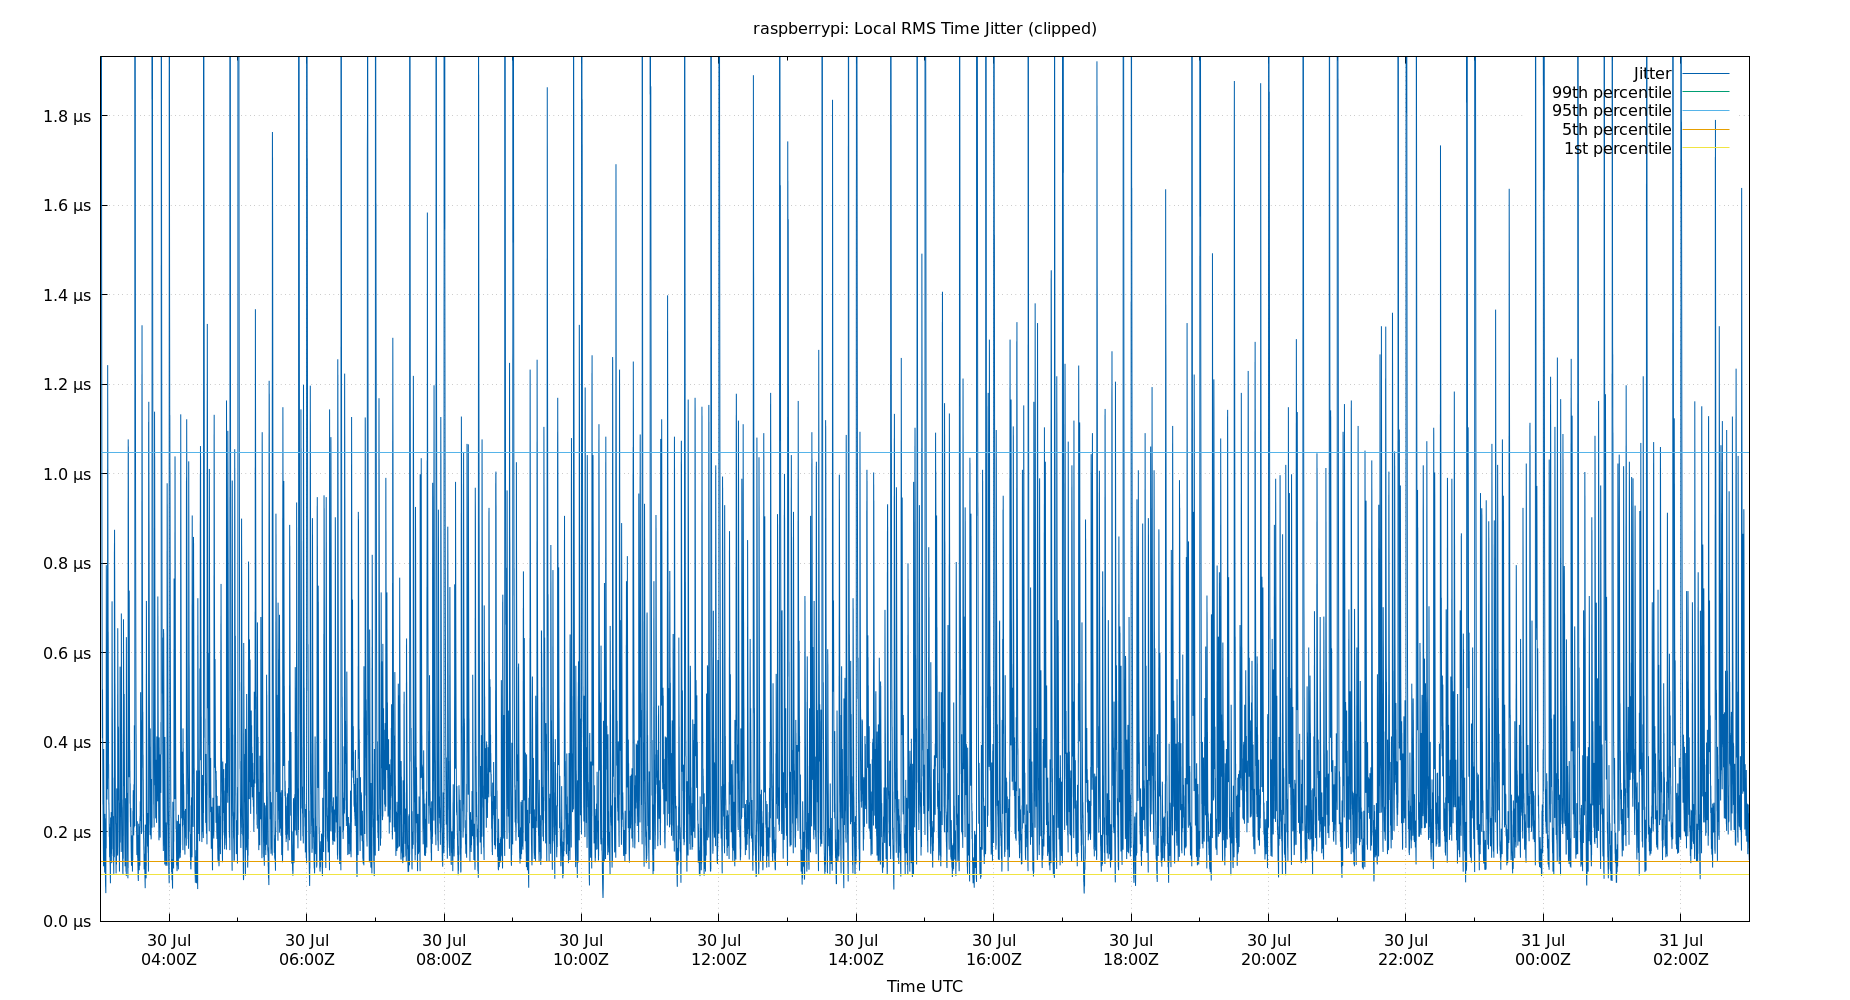 raspberrypi: Local RMS Time Jitter (clipped)
Jitter
99th percentile
95th percentile
5th percentile
1st percentile
1.8 μs
1.6 μs
1.4 μs
1.2 μs
1.0 μs
0.8 μs
0.6 μs
0.4 μs
0.2 μs
0.0 μs
30 Jul 30 Jul 30 Jul 30 Jul 30 Jul 30 Jul 30 Jul 30 Jul 30 Jul 30 Jul 31 Jul 31 Jul
04:00Z 06:00Z 08:00Z 10:00Z 12:00Z 14:00Z 16:00Z 18:00Z 20:00Z 22:00Z 00:00Z 02:00Z
Time UTC